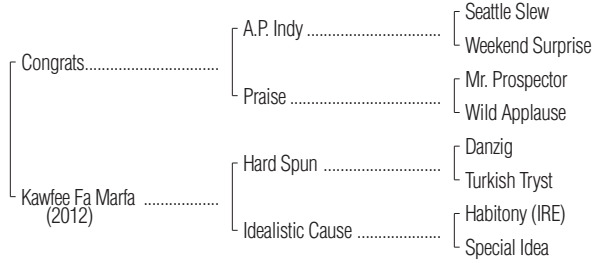 Seattle Slew
A.P. Indy
Weekend Surprise
Congrats
Mr. Prospector
Praise
Wild Applause
Danzig
Hard Spun
Turkish Tryst
Kawfee Fa Marfa
(2012)
Habitony (IRE)
Idealistic Cause
Special Idea